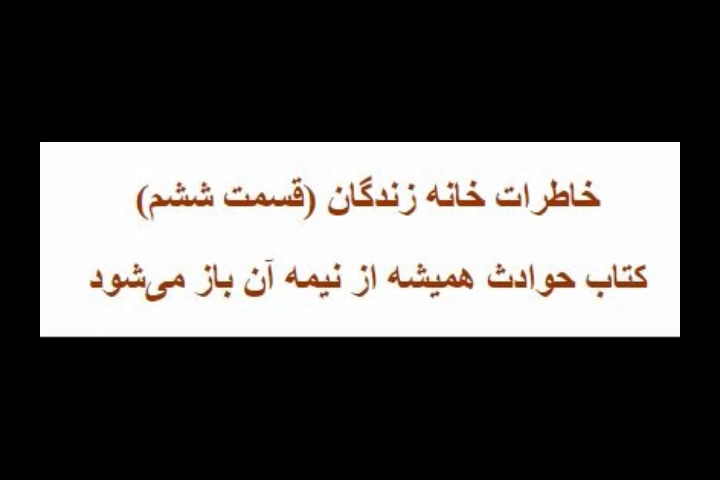 خاطرات خانه زندگان (قسمت ششم)
کتاب حوادث همیشه از نیمه آن باز می‌شود